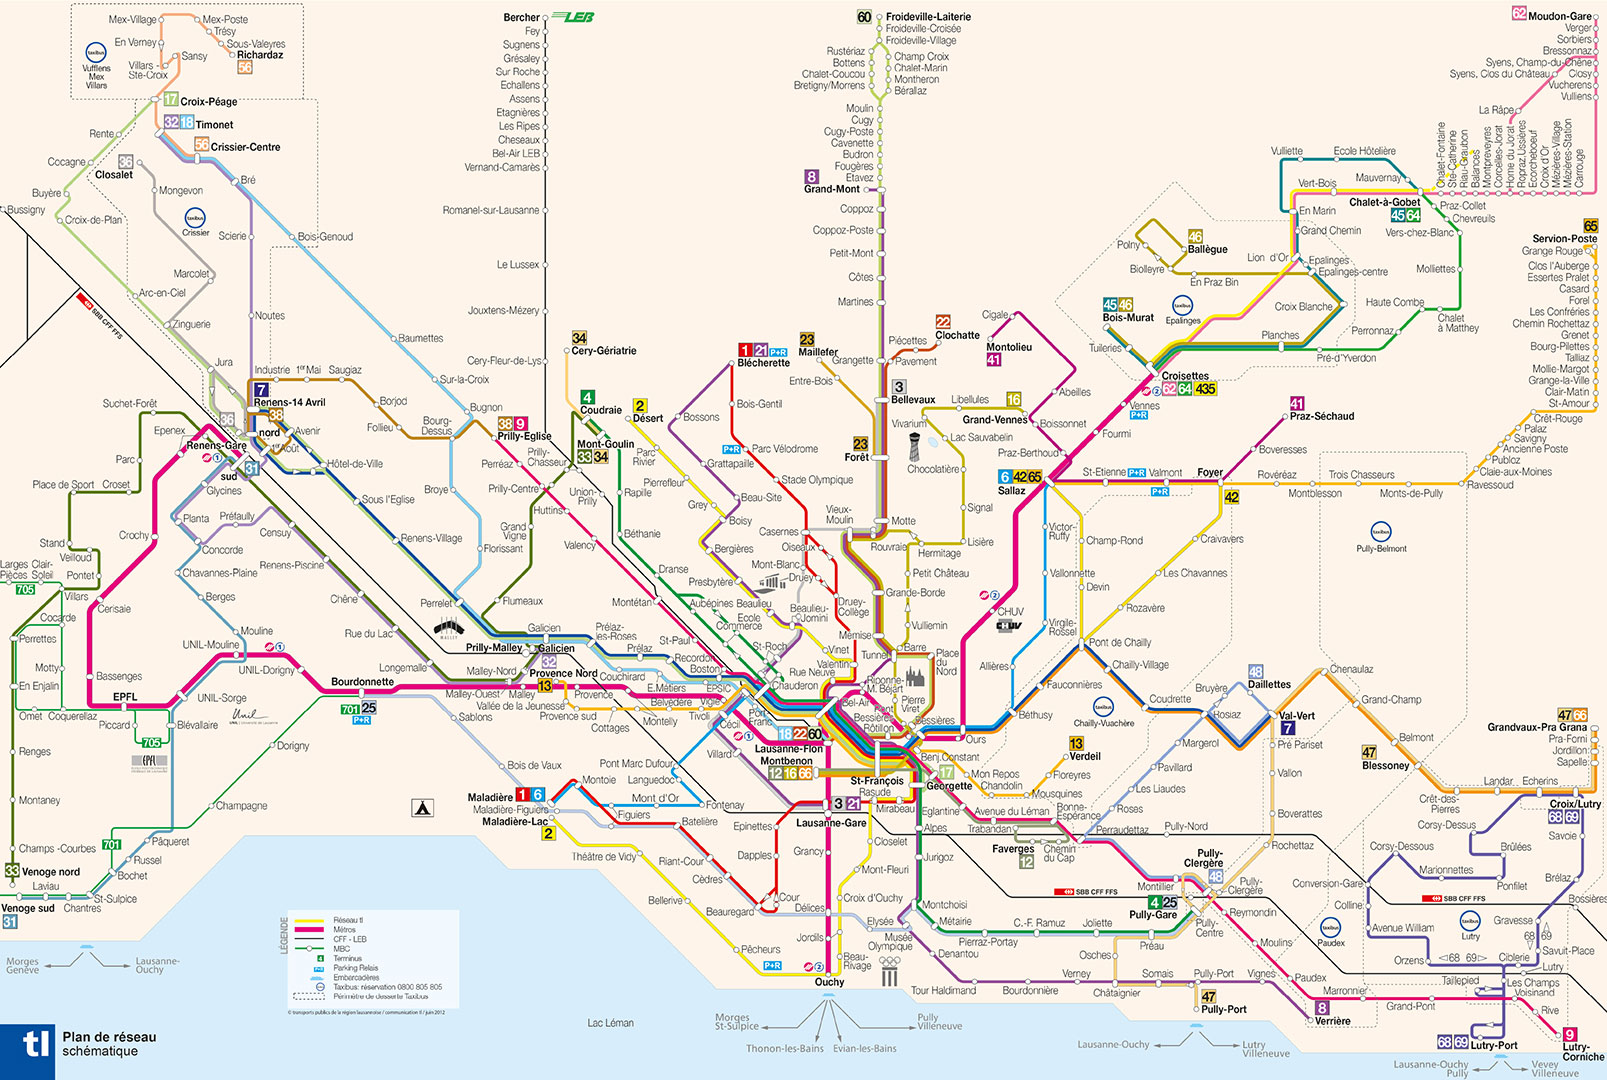 Mex-Village
Mex-Poste
Trésy
En Verney
Sous-Valeyres
Sansy
Richardaz
56
Villars -
Ste-Croix
taxibus
Vufflens
Mex
Villars
17 Croix-Péage
32 18 Timonet
56
Crissier-Centre
Rente
Cocagne
36
Closalet
Bré
Mongevon
Buyère
Bussigny
Croix-de-Plan
taxibus
Crissier
Scierie
Bois-Genoud
Marcolet
Arc-en-Ciel
SBB CFF FFS
Zinguerie
Noutes
Baumettes
Jura
Industrie
1er Mai
Saugiaz
Sur-la-Croix
7
Renens-14 Avril
38
Borjod
Follieu
Bourg-
Dessus
Bugnon
38 9
Prilly-Eglise
Suchet-Forêt
Epenex
36
nord
Avenir
Août
Renens-Gare
31
sud
Hôtel-de-Ville
Parc
Place de Sport
Croset
Glycines
Sous l'Eglise
Broye
Perréaz
Prilly-
Chasseur
Prilly-Centre
Union-
Prilly
Huttins
Grand
Vigne
Valency
Planta
Préfaully
Censuy
Crochy
Concorde
Renens-Village
Florissant
Stand
Veilloud
Pontet
Larges
Pièces
Clair-
Soleil
705
Villars
Chavannes-Plaine
Renens-Piscine
Berges
Chêne
Perrelet
Flumeaux
Montétan
Cerisaie
Cocarde
Perrettes
Mouline
UNIL-Mouline
Rue du Lac
MALLEY
Galicien
Prélaz-
les-Roses
Prilly-Malley
Galicien
32
Prélaz
Recordon
Motty
Bassenges
UNIL-Dorigny
Longemalle
Malley-Nord
Provence Nord
Couchirard
Boston
En Enjalin
EPFL
UNIL-Sorge
Bourdonnette
Malley-Ouest
Malley
13
Provence
E.Métiers
EPSIC
Omet
Coquerellaz
Piccard
Blévallaire
Unil
701 25
P+R
Vallée de la Jeunesse
Provence sud
Belvédère
Vigie
Montelly
Tivoli
Cottages
Sablons
705
EPFL
Renges
Dorigny
Bois de Vaux
Montaney
Champagne
701
Champs -Courbes
33
Venoge nord
Pâqueret
Russel
Bochet
Laviau
St-Sulpice
Venoge sud
Chantres
31
Morges
Genève
Lausanne-
Ouchy
Bercher
LEB
Fey
Sugnens
Grésaley
Sur Roche
Echallens
Assens
Etagnières
Les Ripes
Cheseaux
Bel-Air LEB
Vernand-Camarès
Romanel-sur-Lausanne
Le Lussex
Jouxtens-Mézery
Cery-Fleur-de-Lys
34
Cery-Gériatrie
4
Coudraie
2
Désert
Mont-Goulin
33 34
Parc
Rivier
Pierrefleur
Rapille
Béthanie
Grey
Danse
Bergières
Boisy
Presbytère
Aubépines
Beaulieu
Ecole
Commerce
St-Paul
St-Roch
Rue Neuve
Chauderon
1 21 P+R
Blécherette
Bossons
Bois-Gentil
P+R
Parc Vélodrome
Grattapaille
Stade Olympique
Beau-Site
Casernes
Vieux-
Moulin
Oiseaux
Mont-Blanc
Druey
Beaulieu-
Jomini
Druey-
Collège
Mémise
Vinet
Valentin
Tunnel
23
Maillefer
Entre-Bois
60 Froideville-Laiterie
Froideville-Croisée
Froideville-Village
Rustériaz
Bottens
Chalet-Coucou
Bretigny/Morrens
Champ Croix
Chalet-Marin
Montheron
Bérallaz
Moulin
Cugy
Cugy-Poste
Cavenette
Budron
Fougères
Etavez
8
Grand-Mont
Coppoz
Coppoz-Poste
Petit-Mont
Côtes
Martines
Grangette
Piécettes
Pavement
22
Clochatte
3
Bellevaux
23
Forêt
Motte
Rouvraie
Hermitage
Petit Château
Grande-Borde
Vulliemin
Barre
Place
du
Nord
Riponne-
M. Béjart
Pierre
Viret
Bel-Air
Bessières
Bessières
Rôtillon
Port
Franc
Cécil
Villard
18 22 60
Lausanne-Flon
Montbenon
12 16 66
St-François
Rasude
Benj.Constant
17
Georgette
Mirabeau
Eglantine
3 21
Lausanne-Gare
Pont Marc Dufour
Languedoc
Mont d'Or
Fontenay
Maladière 1 6
Maladière-Figuiers
Maladière-Lac
2
Montoie
Figuiers
Batelière
Epinettes
Théâtre de Vidy
Riant-Cour
Cèdres
Dapples
Grancy
Closelet
Mont-Fleuri
Alpes
Jurigoz
Bellerive
Beauregard
Cour
Délices
Croix d'Ouchy
Elysée
Montchoisi
Métairie
Musée
Olympique
Jordils
Pêcheurs
P+R
Beau-
Rivage
Ouchy
Morges
St-Sulpice
Pully
Villeneuve
Thonon-les-Bains
Evian-les-Bains
Lac Léman
Cigale
Montolieu
41
16
Libellules
Grand-Vennes
Vivarium
Boissonnet
Abeilles
Lac Sauvabelin
Praz-Berthoud
Chocolatière
Signal
Lisière
6 42 65
Sallaz
Fourmi
Vennes
P+R
Croisettes
62 64 435
St-Etienne P+R Valmont
P+R
Foyer
42
Boveresses
41
Praz-Séchaud
Victor-
Ruffy
Champ-Rond
Craivavers
Vallonnette
Devin
Les Chavannes
CHUV
Virgile-
Rossel
Rozavère
Pont de Chailly
Allières
Chailly-Village
Fauconnières
Béthusy
Ours
taxibus
Chailly-Vuachère
Coudrette
Bruyère
48
Daillettes
Hosiaz
Val-Vert
7
Pré Pariset
Margerol
Pavillard
Vallon
Les Liaudes
Roses
Boverattes
13
Verdeil
Floreyres
Mon Repos
Chandolin
Mousquines
Avenue du Léman
Bonne-
Espérance
Trabandan
Faverges
12
Chemin
du Cap
Perraudettaz
Pully-Nord
Pully-
Clergère
48
Rochettaz
Montillier
Pully-
Clergère
SBB CFF FFS
4 25
Pully-Gare
Pully-
Centre
Reymondin
C.-F. Ramuz
Joliette
Pierraz-Portay
Préau
Denantou
Osches
Moulins
Tour Haldimand
Bourdonnière
Verney
Somais
Pully-Port
Vignes
Paudex
Châtaignier
47
Pully-Port
8
Verrière
Marronnier
Lausanne-Ouchy
Lutry
Villeneuve
62 Moudon-Gare
Verger
Sorbiers
Bressonnaz
Syens, Champ-du-Chêne
Syens, Clos du Château
Closy
Vucherens
Vulliens
La Râpe
Chalet-Fontaine
Ste-Catherine
Riau-Graubon
Balances
Montpreveyres
Corcelles-Jorat
Home du Jorat
Ropraz, Ussières
Ecorcheboeuf
Croix d'Or
Mézières-Village
Mézières-Station
Carrouge
Vulliette
Ecole Hôtelière
Mauvernay
Vert-Bois
En Marin
Chalet-à-Gobet
45 64
Praz-Collet
Chevreuils
Vers-chez-Blanc
Grand Chemin
Lion d'Or
Epalinges
Epalinges-centre
Molliettes
46
Ballègue
Polny
Biolleyre
En Praz Bin
taxibus
Epalinges
45 46
Bois-Murat
Tuileries
Croix Blanche
Planches
Haute Combe
Perronnaz
Chalet
à Matthey
Pré-d'Yverdon
65
Servion-Poste
Grange Rouge
Clos l'Auberge
Essertes Pralet
Casard
Forel
Les Confréries
Chemin Rochettaz
Grenet
Bourg-Pilettes
Talliaz
Mollie-Margot
Grange-la-Ville
Clair-Matin
St-Amour
Crêt-Rouge
Palaz
Savigny
Ancienne Poste
Publoz
Claie-aux-Moines
Ravessoud
Rovéréaz
Trois Chasseurs
Montblesson
Monts-de-Pully
taxibus
Pully-Belmont
Chenaulaz
Grand-Champ
Belmont
47
Blessoney
47 66
Grandvaux-Pra Grana
Pra-Forni
Jordillon
Sapelle
Landar
Echerins
Crêt-des-
Pierres
Croix/Lutry
68 69
Corsy-Dessus
Savoie
Corsy-Dessous
Brûlées
Marionnettes
Ponfilet
Conversion-Gare
Brélaz
SBB CFF FFS
Bossières
Colline
taxibus
Paudex
taxibus
Lutry
Avenue William
Gravesse
68 69
Savuit-Place
Orzens
68 69
Ciblerie
Lutry
Taillepied
Les Champs
Voisinand
Grand-Pont
Rive
68 69 Lutry-Port
9
Lutry-
Corniche
Lausanne-Ouchy
Pully
Vevey
Villeneuve
LÉGENDE
Réseau tl
Métros
CFF - LEB
MBC
4 Terminus
P+R Parking Relais
Embarcadères
Taxibus: réservation 0800 805 805
Périmètre de desserte Taxibus
© transports publics de la région lausannoise / communication tl / juin 2012
tl
Plan de réseau
schématique